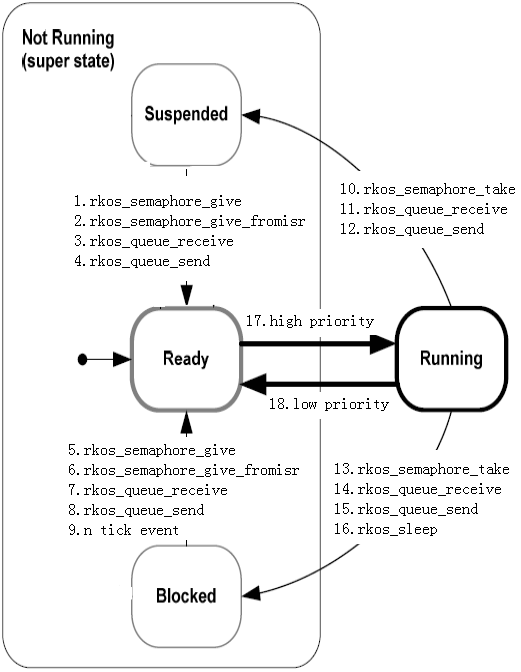 Not Running
(super state)
Suspended
1.rkos_semaphore_give
2.rkos_semaphore_give_fromisr
3.rkos_queue_receive
4.rkos_queue_send
10.rkos_semaphore_take
11.rkos_queue_receive
12.rkos_queue_send
17.high priority
Ready
Running
18.low priority
5.rkos_semaphore_give
6.rkos_semaphore_give_fromisr
7.rkos_queue_receive
8.rkos_queue_send
9.n tick event
13.rkos_semaphore_take
14.rkos_queue_receive
15.rkos_queue_send
16.rkos_sleep
Blocked